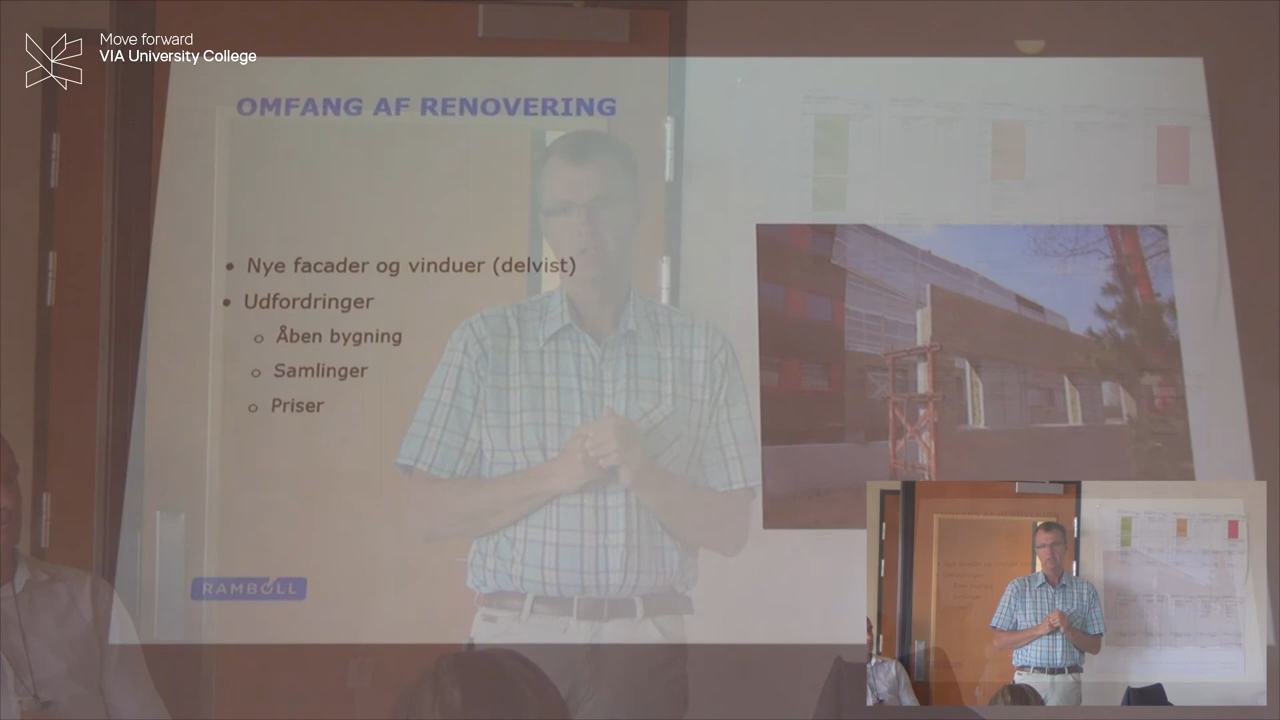 Move forward
VIA University College
OMFANG AF RENOVERING
• Nye facader og vinduer (delvist)
• Udfordringer
o Åben bygning
o Samlinger
o Priser
RAMBOLL